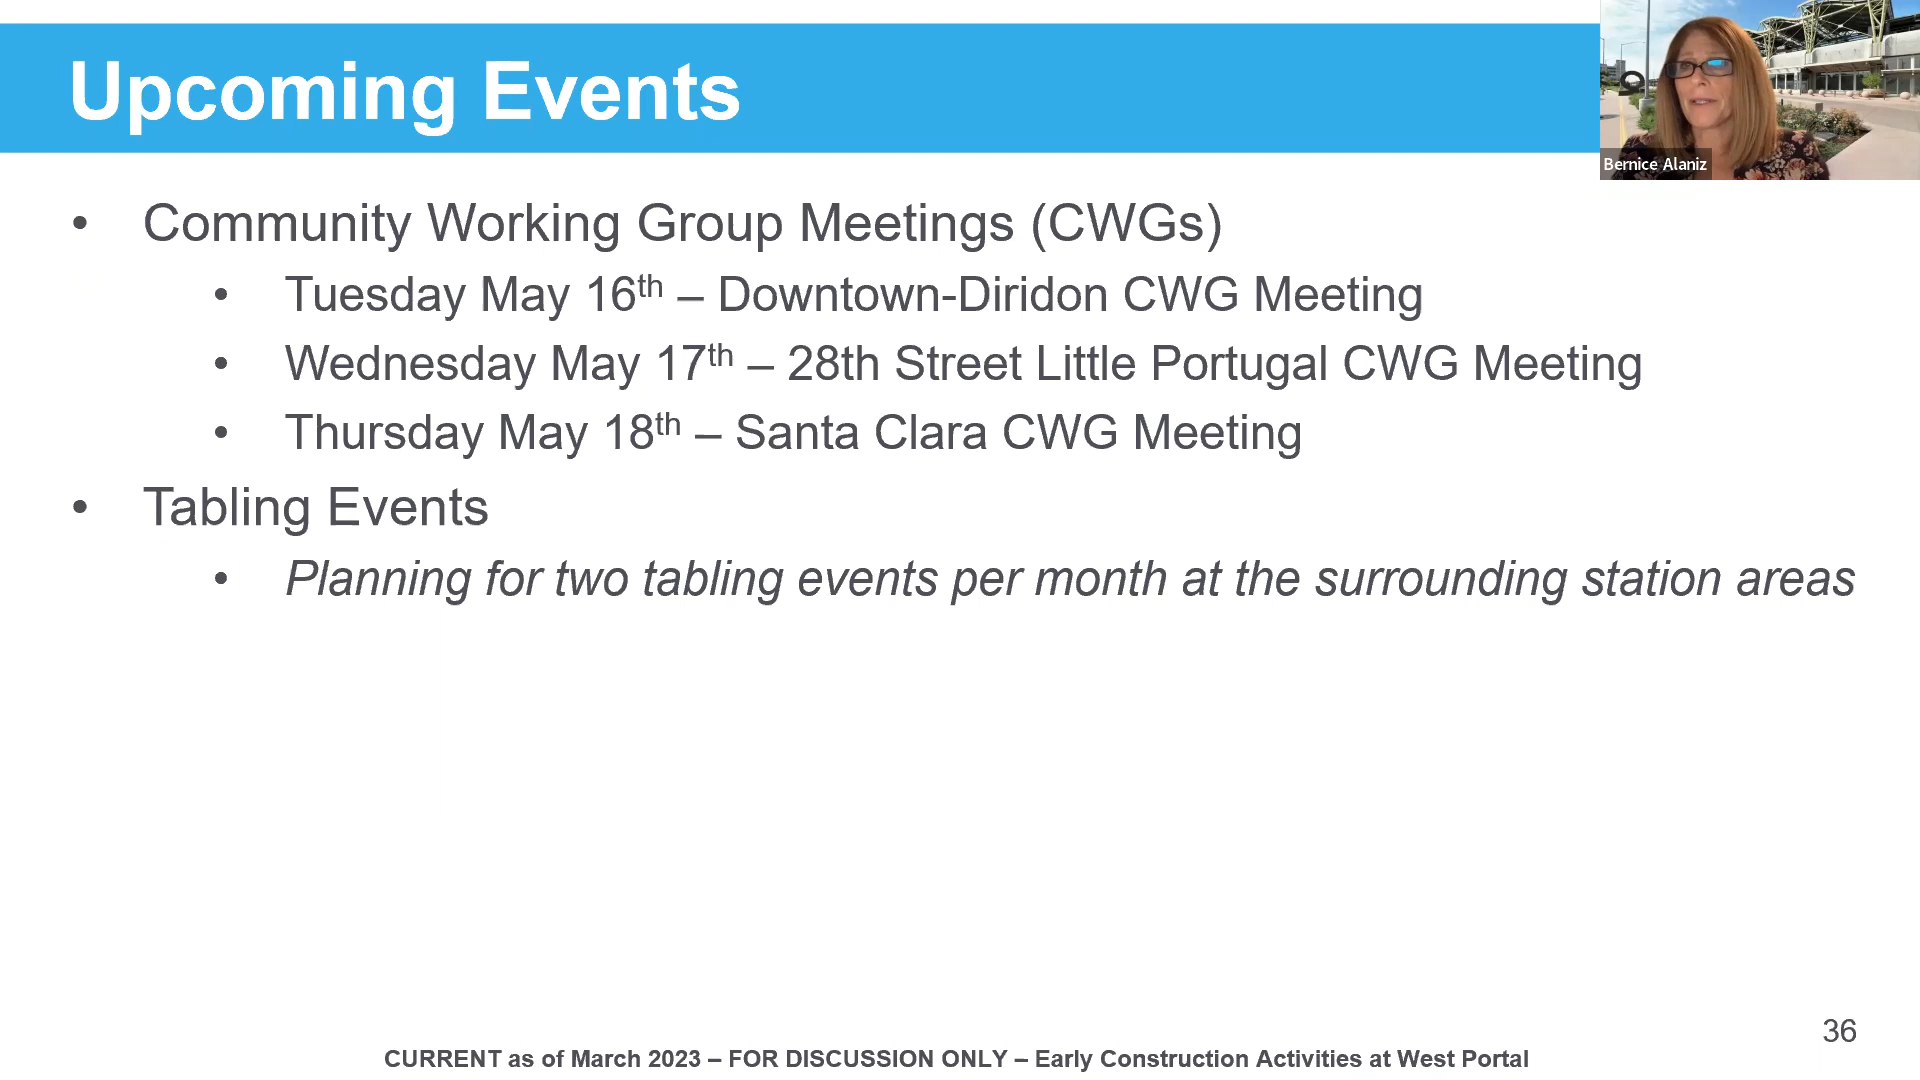 Upcoming Events
Bernice Alaniz
• Community Working Group Meetings (CWGs)
• Tuesday May 16th – Downtown-Diridon CWG Meeting
• Wednesday May 17th – 28th Street Little Portugal CWG Meeting
• Thursday May 18th – Santa Clara CWG Meeting
• Tabling Events
• Planning for two tabling events per month at the surrounding station areas
36
CURRENT as of March 2023 – FOR DISCUSSION ONLY – Early Construction Activities at West Portal